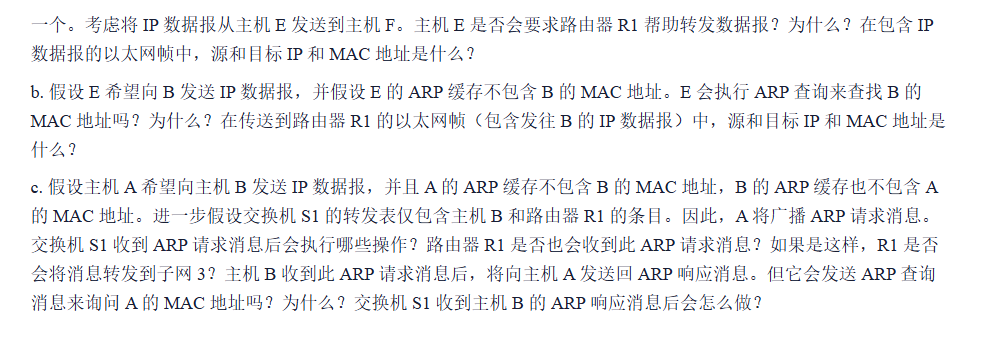 一个。考虑将 IP 数据报从主机 E 发送到主机 F。主机 E 是否会要求路由器 R1 帮助转发数据报？为什么？在包含 IP
数据报的以太网帧中，源和目标 IP 和 MAC 地址是什么？
b. 假设 E 希望向 B 发送 IP 数据报，并假设 E 的 ARP 缓存不包含 B 的 MAC 地址。E 会执行 ARP 查询来查找 B 的
MAC 地址吗？为什么？在传送到路由器 R1 的以太网帧（包含发往 B 的 IP 数据报）中，源和目标 IP 和 MAC 地址是
什么？
c. 假设主机 A 希望向主机 B 发送 IP 数据报，并且 A 的 ARP 缓存不包含 B 的 MAC 地址，B 的 ARP 缓存也不包含 A
的 MAC 地址。进一步假设交换机 S1 的转发表仅包含主机 B 和路由器 R1 的条目。因此，A 将广播 ARP 请求消息。
交换机 S1 收到 ARP 请求消息后会执行哪些操作？路由器 R1 是否也会收到此 ARP 请求消息？如果是这样，R1 是否
会将消息转发到子网 3？主机 B 收到此 ARP 请求消息后，将向主机 A 发送回 ARP 响应消息。但它会发送 ARP 查询
消息来询问 A 的 MAC 地址吗？为什么？交换机 S1 收到主机 B 的 ARP 响应消息后会怎么做？